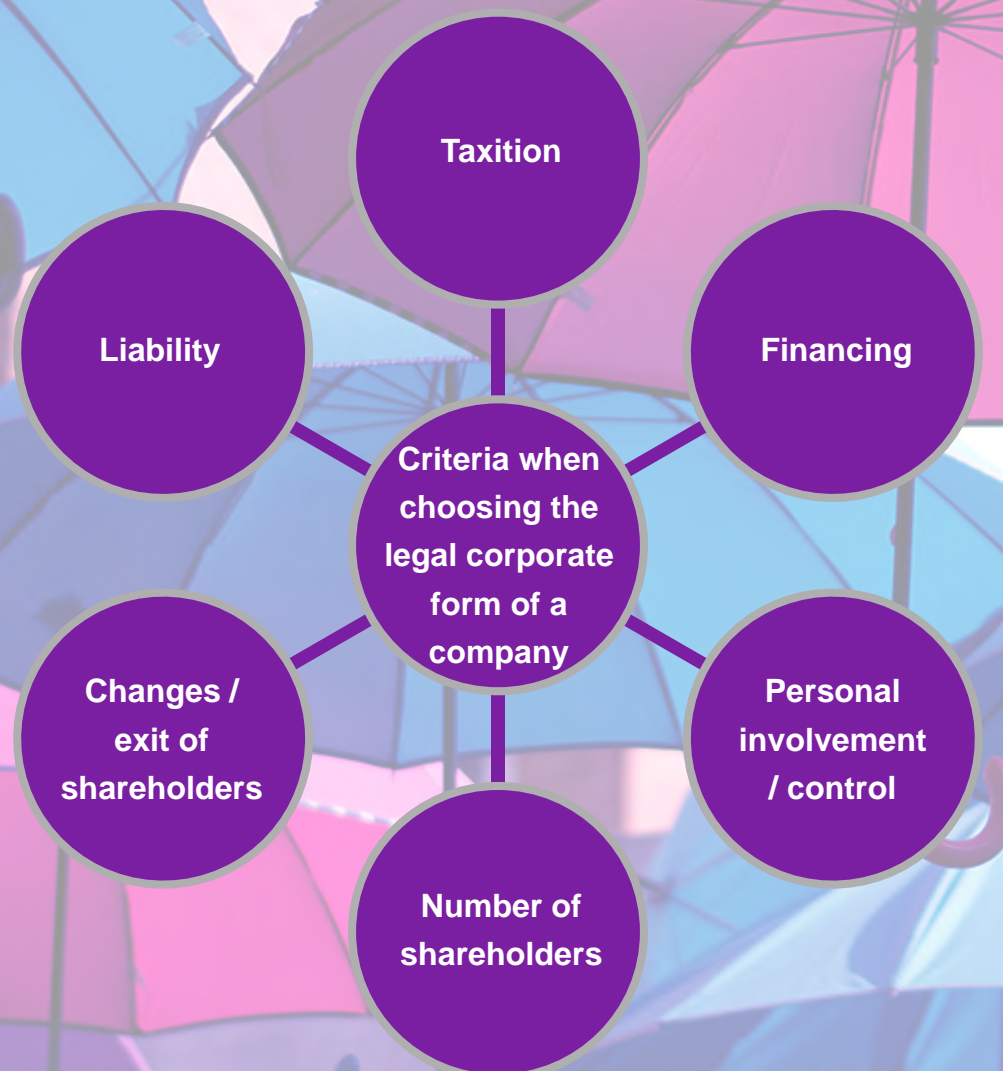 Taxition
Liability
Financing
Criteria when
choosing the
legal corporate
form of a
company
Changes /
exit of
shareholders
Personal
involvement
/ control
Number of
shareholders